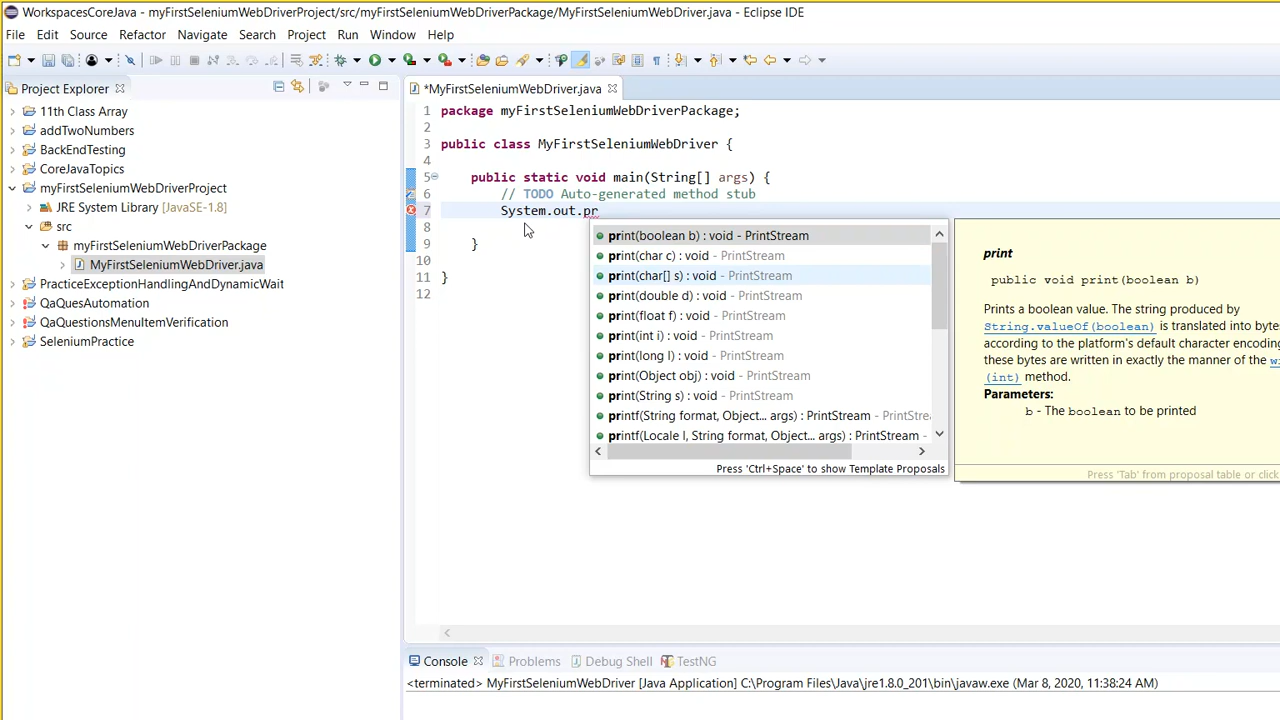 WorkspacesCoreJava - myFirstSeleniumWebDriverProject/src/myFirstSeleniumWebDriverPackage/MyFirstSeleniumWebDriver.java - Eclipse IDE
File Edit Source Refactor Navigate Search Project Run Window Help
Project Explorer
11th Class Array
addTwoNumbers
BackEndTesting
CoreJavaTopics
myFirstSeleniumWebDriverProject
JRE System Library [JavaSE-1.8]
src
myFirstSeleniumWebDriverPackage
MyFirstSeleniumWebDriver.java
PracticeExceptionHandlingAndDynamicWait
QaQuesAutomation
QaQuestionsMenuItemVerification
SeleniumPractice
*MyFirstSeleniumWebDriver.java
1 package myFirstSeleniumWebDriverPackage;
2
3 public class MyFirstSeleniumWebDriver {
4
5 public static void main(String[] args) {
6 // TODO Auto-generated method stub
7 System.out.pr
8
9 }
10
11 }
12
print(boolean b) : void - PrintStream
print(char c) : void - PrintStream
print(char[] s) : void - PrintStream
print(double d) : void - PrintStream
print(float f) : void - PrintStream
print(int i) : void - PrintStream
print(long l) : void - PrintStream
print(Object obj) : void - PrintStream
print(String s) : void - PrintStream
printf(String format, Object... args) : PrintStream - PrintStre
printf(Locale l, String format, Object... args) : PrintStream -
Press 'Ctrl+Space' to show Template Proposals
print
public void print(boolean b)
Prints a boolean value. The string produced by
String.valueOf(boolean) is translated into bytes
according to the platform's default character encoding
these bytes are written in exactly the manner of the
(int) method.
Parameters:
b - The boolean to be printed
Press 'Tab' from proposal table or click
Console Problems Debug Shell TestNG
<terminated> MyFirstSeleniumWebDriver [Java Application] C:\Program Files\Java\jre1.8.0_201\bin\javaw.exe (Mar 8, 2020, 11:38:24 AM)